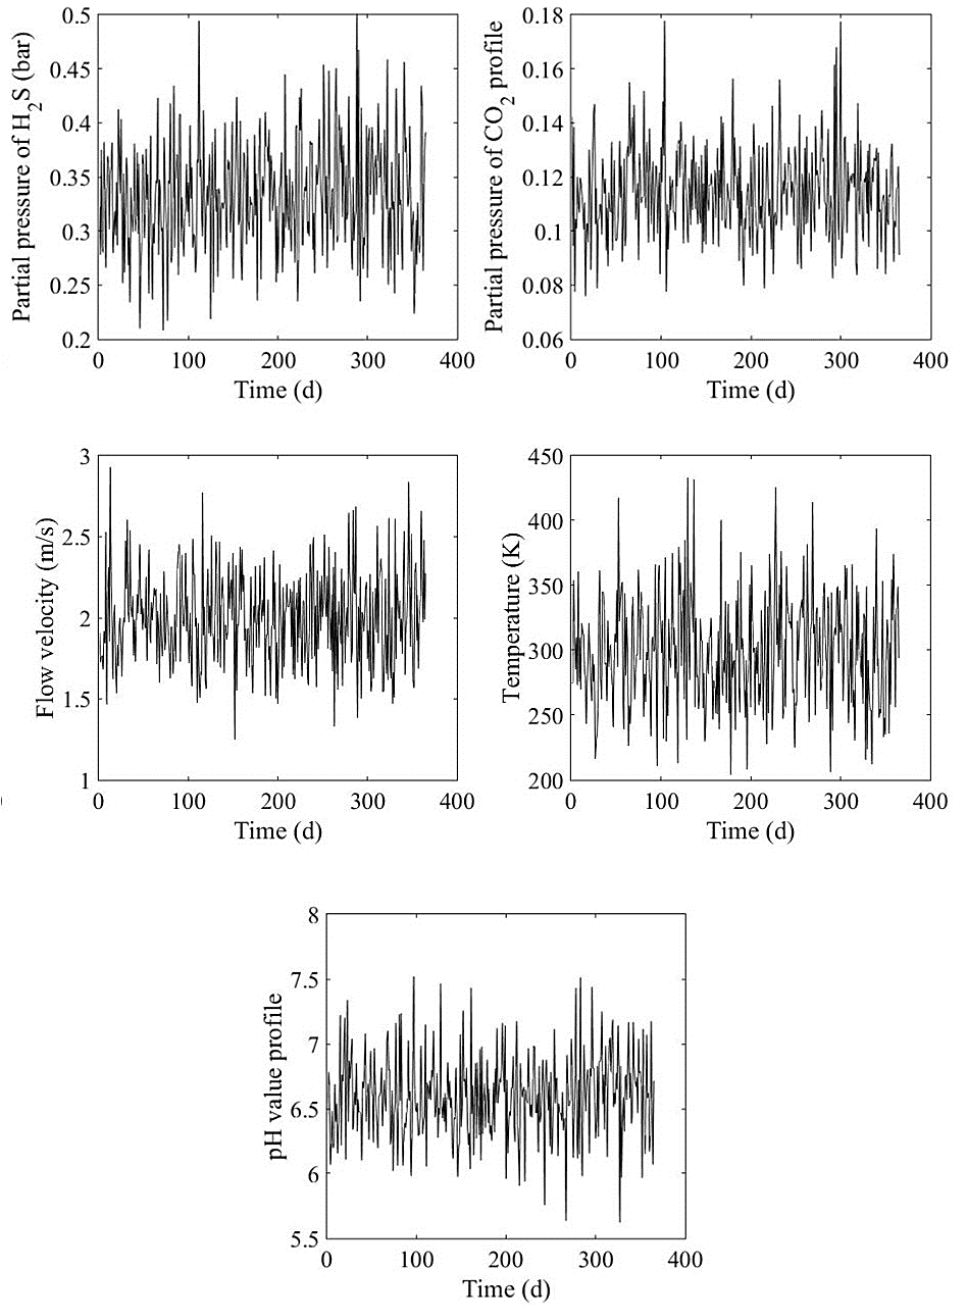 0.5
0.45
0.4
0.35
0.3
0.25
0.2
0 100 200 300 400
Time (d)
Partial pressure of H2S (bar)
0.18
0.16
0.14
0.12
0.1
0.08
0.06
0 100 200 300 400
Time (d)
Partial pressure of CO2 profile
3
2.5
2
1.5
1
0 100 200 300 400
Time (d)
Flow velocity (m/s)
450
400
350
300
250
200
0 100 200 300 400
Time (d)
Temperature (K)
8
7.5
7
6.5
6
5.5
0 100 200 300 400
Time (d)
pH value profile